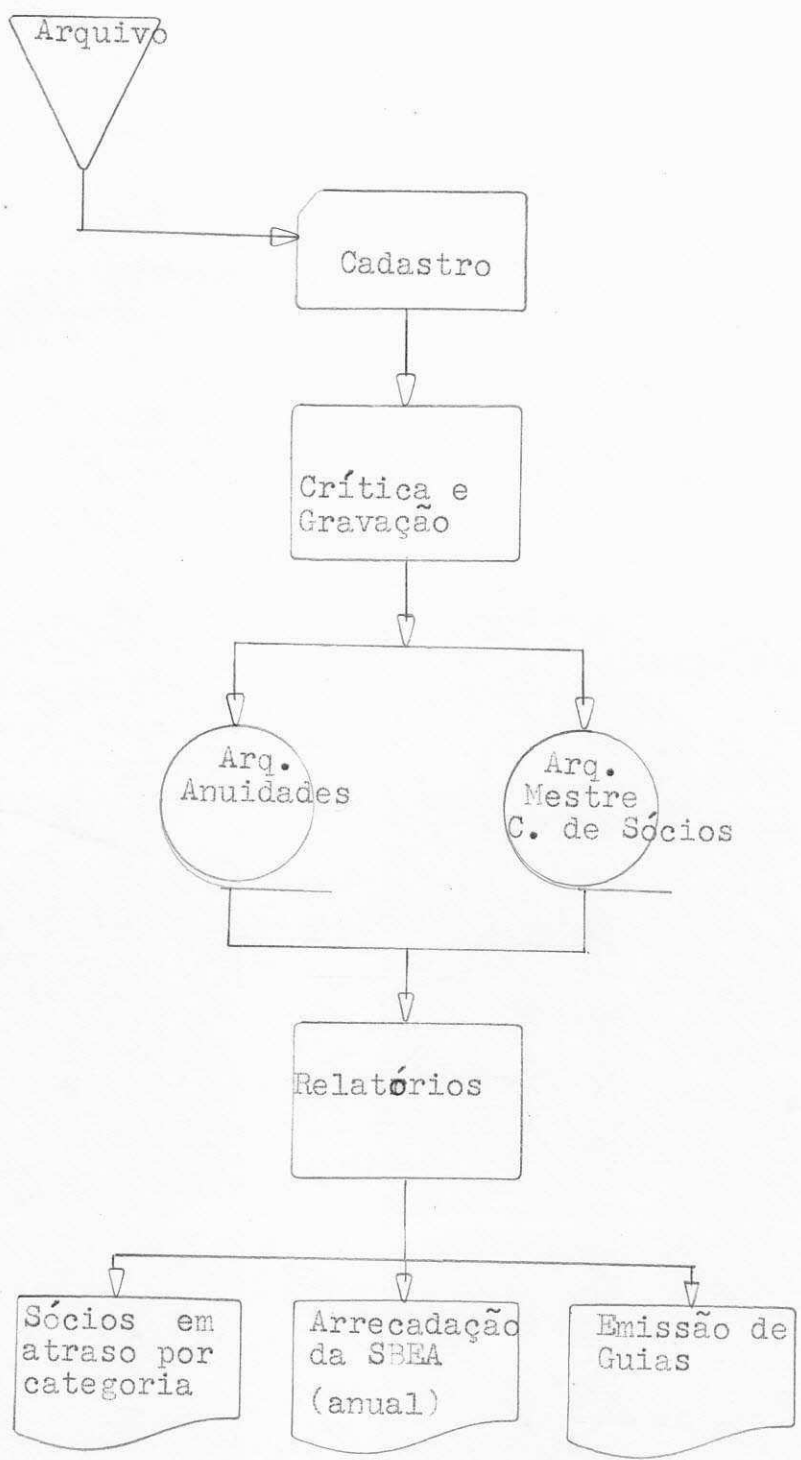 Arquivo
Cadastro
Crítica e
Gravação
Arq.
Anuidades
Arq.
Mestre
C. de Sócios
Relatórios
Sócios em
atraso por
categoria
Arrecadação
da SBEA
(anual)
Emissão de
Guias